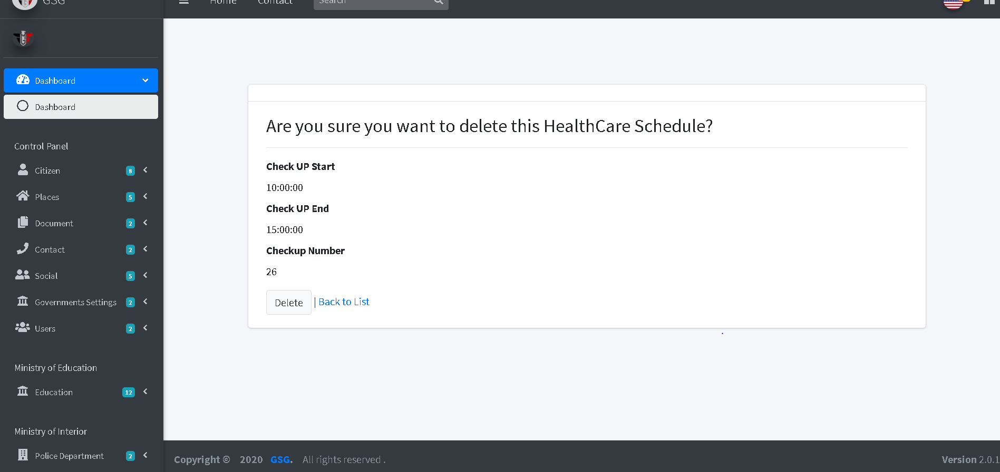 GSG
Home
Contact
Search
Dashboard
Dashboard
Control Panel
Citizen 8
Places 5
Document 2
Contact 2
Social 5
Governments Settings 2
Users 2
Ministry of Education
Education 12
Ministry of Interior
Police Department 2
Are you sure you want to delete this HealthCare Schedule?
Check UP Start
10:00:00
Check UP End
15:00:00
Checkup Number
26
Delete | Back to List
Copyright © 2020 GSG. All rights reserved .
Version 2.0.1